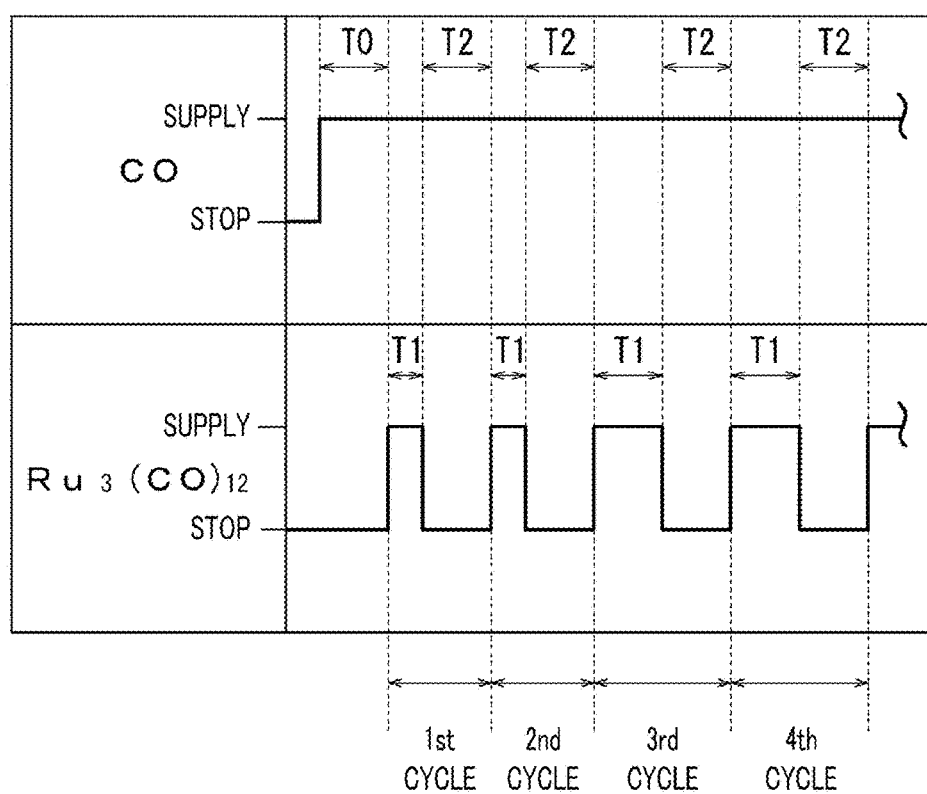 T0 T2 T2 T2 T2
SUPPLY
CO
STOP
T1 T1 T1 T1
SUPPLY
Ru3(CO)12
STOP
1st CYCLE
2nd CYCLE
3rd CYCLE
4th CYCLE